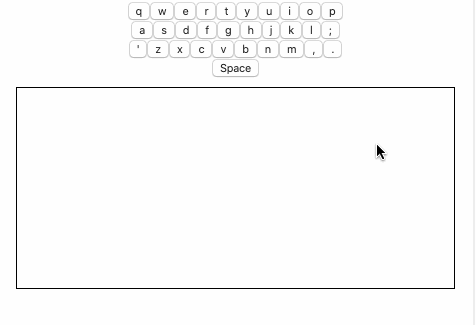 q w e r t y u i o p
a s d f g h j k l ;
' z x c v b n m , .
Space